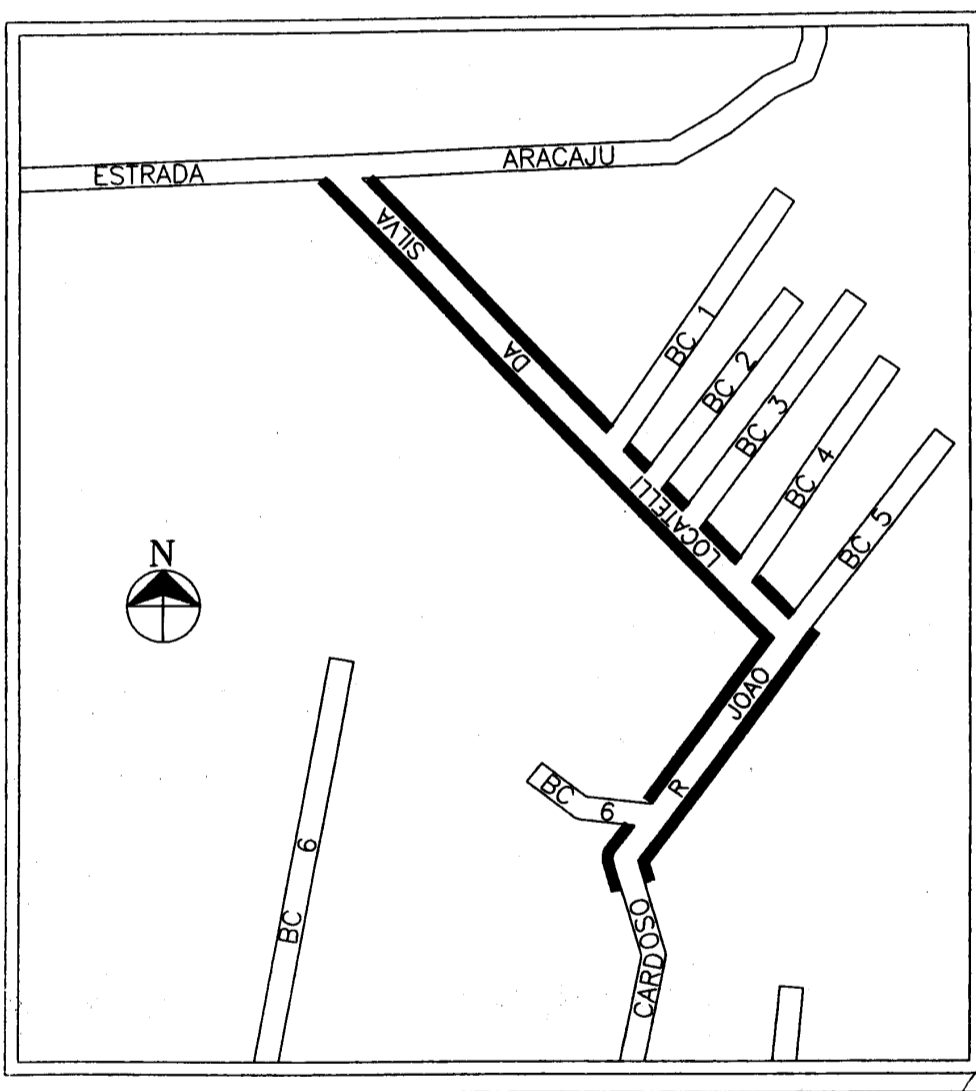 ESTRADA
ARACAJU
SILVA
DA
LOCATELLI
JOAO
R
BC 1
BC 2
BC 3
BC 4
BC 5
N
BC 6
BC 6
CARDOSO